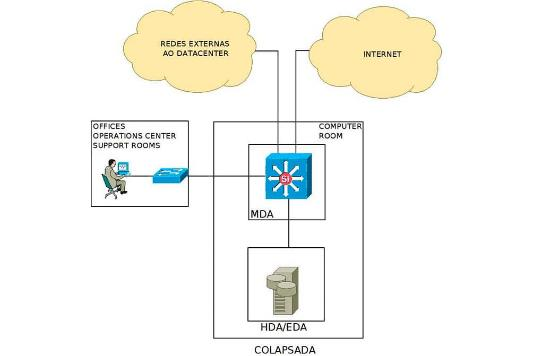 REDES EXTERNAS
AO DATACENTER
INTERNET
OFFICES
OPERATIONS CENTER
SUPPORT ROOMS
COMPUTER
ROOM
Si
MDA
HDA/EDA
COLAPSADA